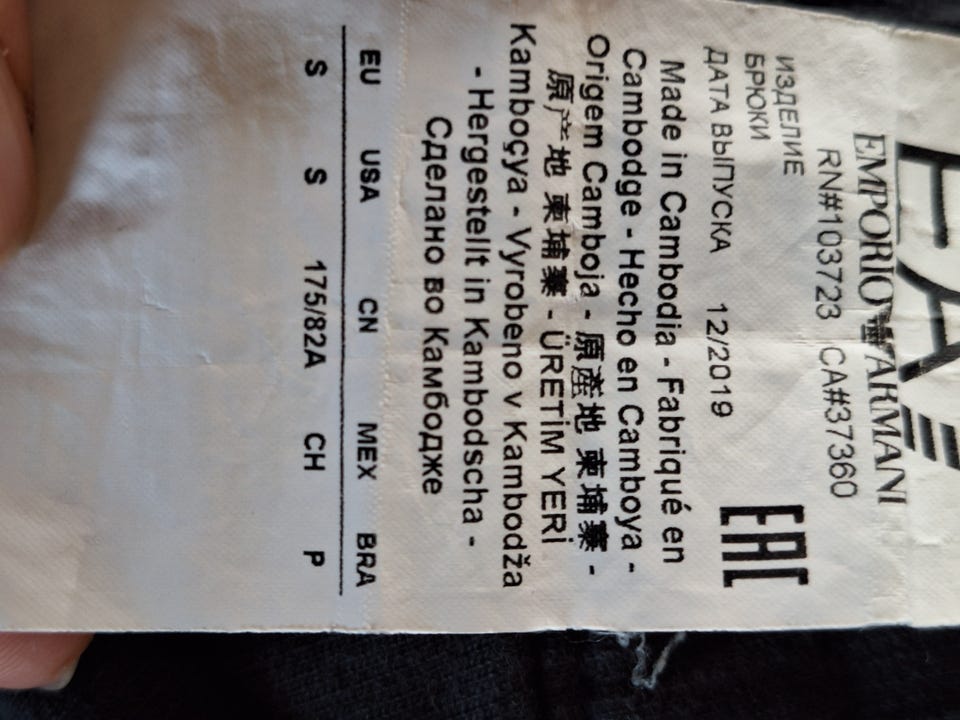 EA7
EMPORIO ARMANI
RN#1037723 CA#37360
ИЗДЕЛИЕ
БРЮКИ
ДАТА ВЫПУСКА 12/2019
EAC
Made in Cambodia - Fabriqué en
Cambodge - Hecho en Camboya -
Origem Camboja - 原產地 柬埔寨 -
原产地 柬埔寨 - ÜRETİM YERİ
Kamboçya - Vyrobeno v Kambodža
- Hergestellt in Kambodscha -
Сделано во Камбодже
EU USA CN MEX BRA
S S 175/82A CH P